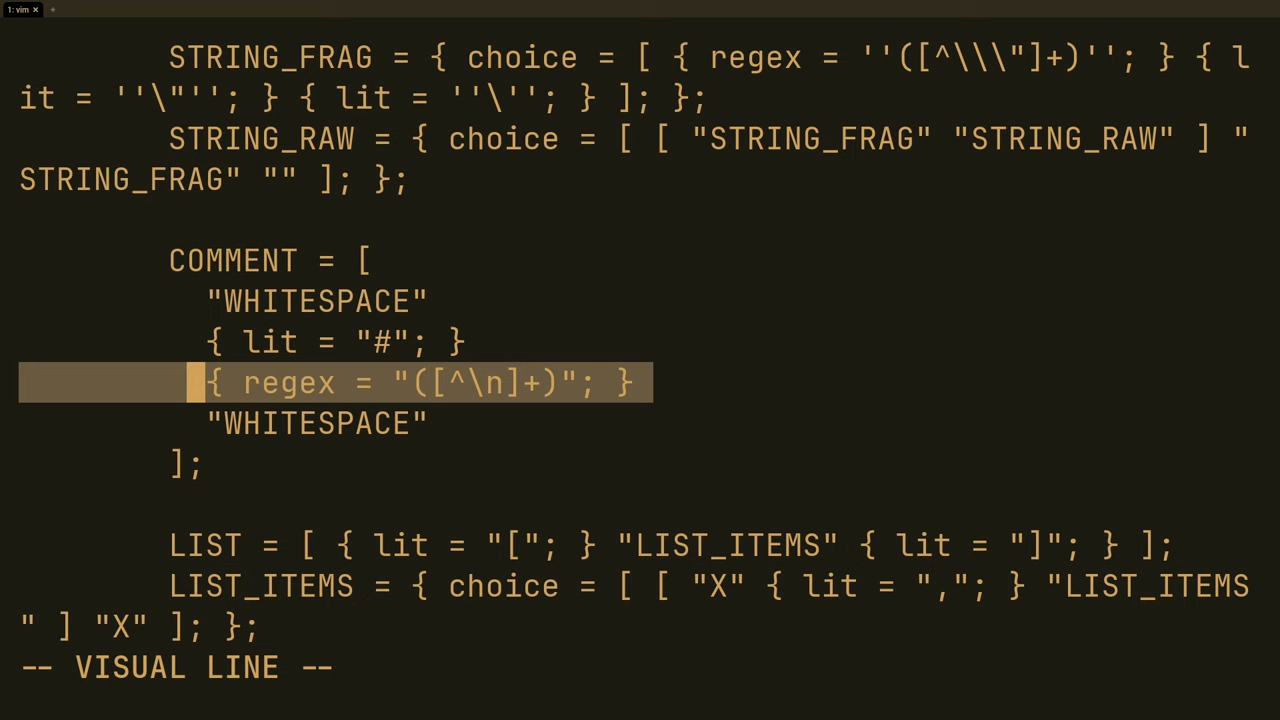 1: vim × +
STRING_FRAG = { choice = [ { regex = ''([^\\\"]+)''; } { l
it = ''\"''; } { lit = ''\''; } ]; };
STRING_RAW = { choice = [ [ "STRING_FRAG" "STRING_RAW" ] "
STRING_FRAG" "" ]; };
COMMENT = [
"WHITESPACE"
{ lit = "#"; }
{ regex = "([^\n]+)"; }
"WHITESPACE"
];
LIST = [ { lit = "["; } "LIST_ITEMS" { lit = "]"; } ];
LIST_ITEMS = { choice = [ [ "X" { lit = ","; } "LIST_ITEMS
" ] "X" ]; };
-- VISUAL LINE --